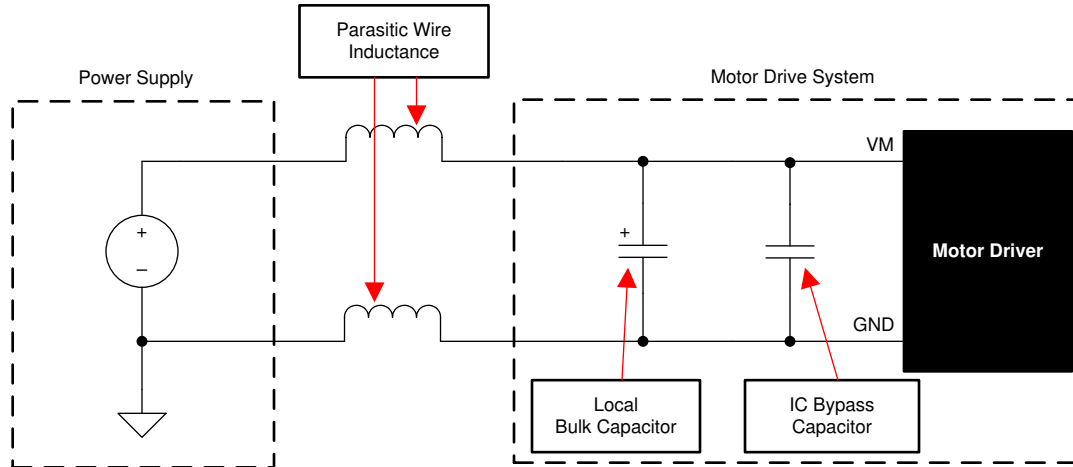 Parasitic Wire
Inductance
Power Supply
Motor Drive System
VM
+
–
+
Motor Driver
GND
Local
Bulk Capacitor
IC Bypass
Capacitor